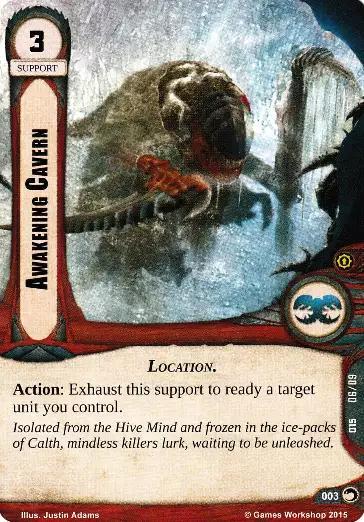 3
SUPPORT
AWAKENING CAVERN
LOCATION.
Action: Exhaust this support to ready a target
unit you control.
Isolated from the Hive Mind and frozen in the ice-packs
of Calth, mindless killers lurk, waiting to be unleashed.
015 06/09
003
Illus. Justin Adams
© Games Workshop 2015